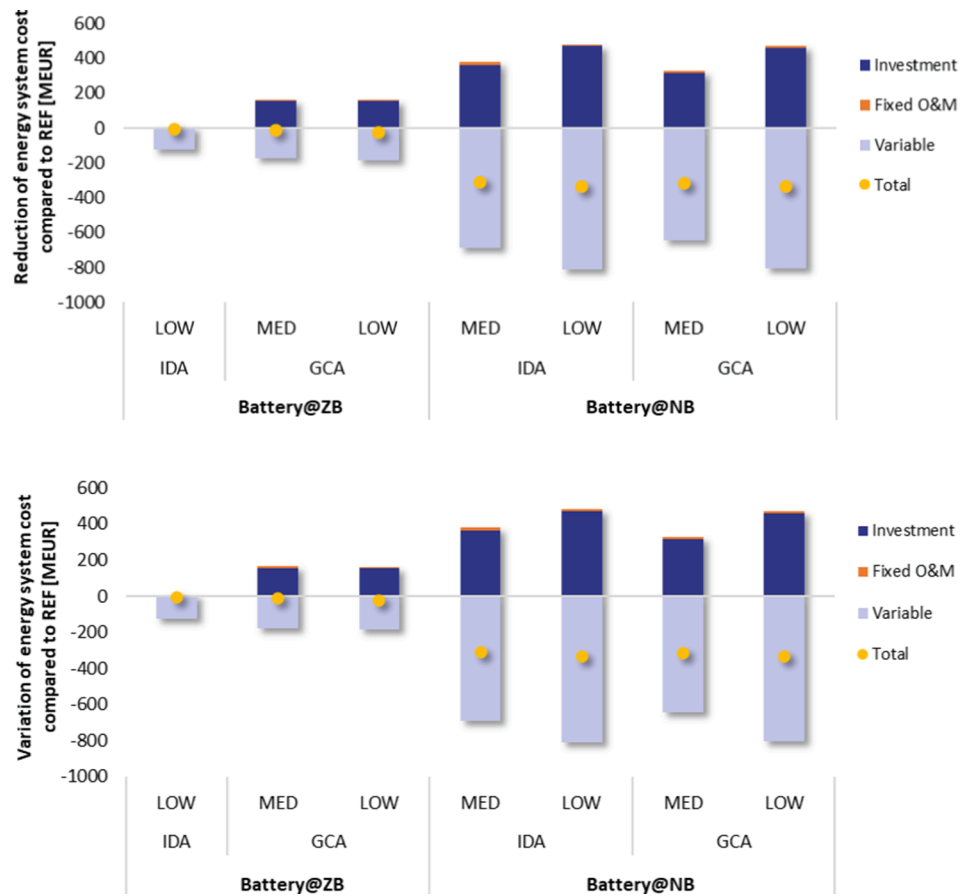 Reduction of energy system cost
compared to REF [MEUR]
600
400
200
0
-200
-400
-600
-800
-1000
Investment
Fixed O&M
Variable
Total
LOW MED LOW MED LOW MED LOW
IDA GCA IDA GCA
Battery@ZB Battery@NB
Variation of energy system cost
compared to REF [MEUR]
600
400
200
0
-200
-400
-600
-800
-1000
Investment
Fixed O&M
Variable
Total
LOW MED LOW MED LOW MED LOW
IDA GCA IDA GCA
Battery@ZB Battery@NB